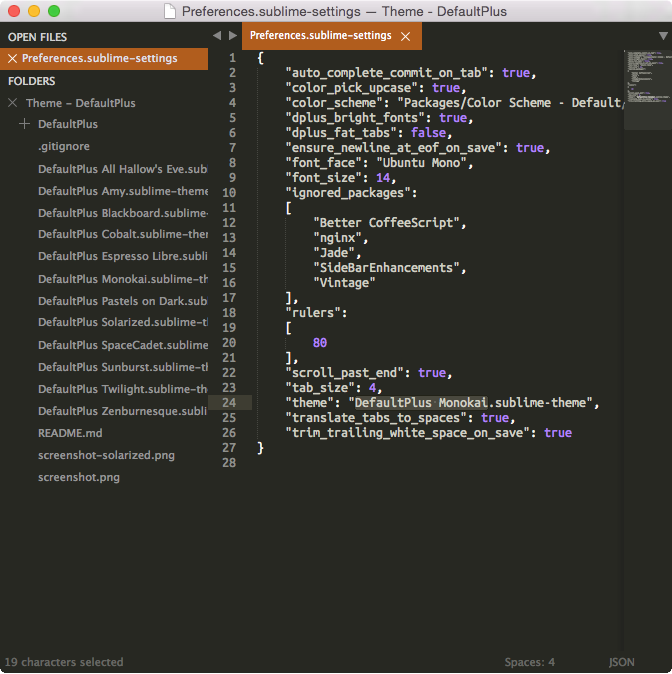 Preferences.sublime-settings — Theme - DefaultPlus
OPEN FILES
Preferences.sublime-settings
FOLDERS
Theme – DefaultPlus
DefaultPlus
.gitignore
DefaultPlus All Hallow's Eve.sub
DefaultPlus Amy.sublime-theme
DefaultPlus Blackboard.sublime-
DefaultPlus Cobalt.sublime-them
DefaultPlus Espresso Libre.sublim
DefaultPlus Monokai.sublime-the
DefaultPlus Pastels on Dark.subl
DefaultPlus Solarized.sublime-th
DefaultPlus SpaceCadet.sublime-
DefaultPlus Sunburst.sublime-th
DefaultPlus Twilight.sublime-the
DefaultPlus Zenburnesque.subli
README.md
screenshot-solarized.png
screenshot.png
Preferences.sublime-settings
1 {
2 "auto_complete_commit_on_tab": true,
3 "color_pick_upcase": true,
4 "color_scheme": "Packages/Color Scheme - Default/
5 "dplus_bright_fonts": true,
6 "dplus_fat_tabs": false,
7 "ensure_newline_at_eof_on_save": true,
8 "font_face": "Ubuntu Mono",
9 "font_size": 14,
10 "ignored_packages":
11 [
12 "Better CoffeeScript",
13 "nginx",
14 "Jade",
15 "SideBarEnhancements",
16 "Vintage"
17 ],
18 "rulers":
19 [
20 80
21 ],
22 "scroll_past_end": true,
23 "tab_size": 4,
24 "theme": "DefaultPlus Monokai.sublime-theme",
25 "translate_tabs_to_spaces": true,
26 "trim_trailing_white_space_on_save": true
27 }
28
19 characters selected
Spaces: 4
JSON